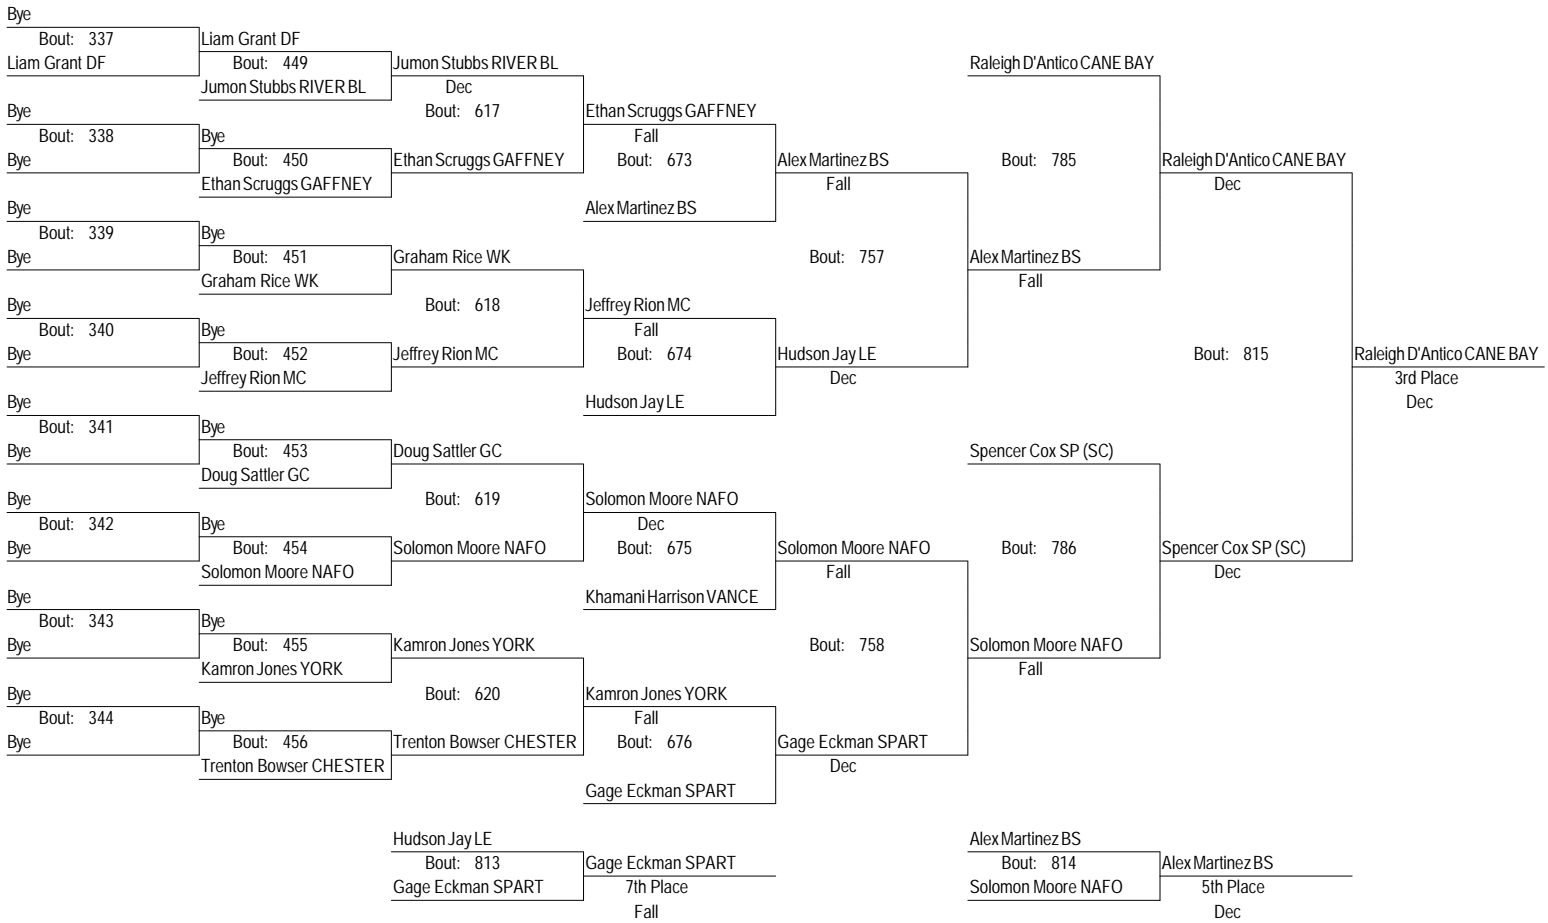 Bye
Bout: 337
Liam Grant DF
Liam Grant DF
Bout: 449
Jumon Stubbs RIVER BL
Jumon Stubbs RIVER BL
Dec
Bout: 617
Bye
Bout: 338
Bye
Bye
Bout: 450
Ethan Scruggs GAFFNEY
Ethan Scruggs GAFFNEY
Ethan Scruggs GAFFNEY
Fall
Bout: 673
Alex Martinez BS
Alex Martinez BS
Fall
Bye
Bout: 339
Bye
Bye
Bout: 451
Graham Rice WK
Graham Rice WK
Bout: 618
Bye
Bout: 340
Bye
Bye
Bout: 452
Jeffrey Rion MC
Jeffrey Rion MC
Jeffrey Rion MC
Fall
Bout: 674
Hudson Jay LE
Hudson Jay LE
Dec
Bout: 757
Raleigh D'Antico CANE BAY
Bout: 785
Alex Martinez BS
Fall
Raleigh D'Antico CANE BAY
Dec
Bye
Bout: 341
Bye
Bye
Bout: 453
Doug Sattler GC
Doug Sattler GC
Bout: 619
Bye
Bout: 342
Bye
Bye
Bout: 454
Solomon Moore NAFO
Solomon Moore NAFO
Solomon Moore NAFO
Dec
Bout: 675
Khamani Harrison VANCE
Solomon Moore NAFO
Fall
Bye
Bout: 343
Bye
Bye
Bout: 455
Kamron Jones YORK
Kamron Jones YORK
Bout: 620
Bye
Bout: 344
Bye
Bye
Bout: 456
Trenton Bowser CHESTER
Trenton Bowser CHESTER
Kamron Jones YORK
Fall
Bout: 676
Gage Eckman SPART
Gage Eckman SPART
Dec
Bout: 758
Spencer Cox SP (SC)
Bout: 786
Solomon Moore NAFO
Fall
Spencer Cox SP (SC)
Dec
Bout: 815
Raleigh D'Antico CANE BAY
3rd Place
Dec
Hudson Jay LE
Bout: 813
Gage Eckman SPART
Gage Eckman SPART
7th Place
Fall
Alex Martinez BS
Bout: 814
Solomon Moore NAFO
Alex Martinez BS
5th Place
Dec